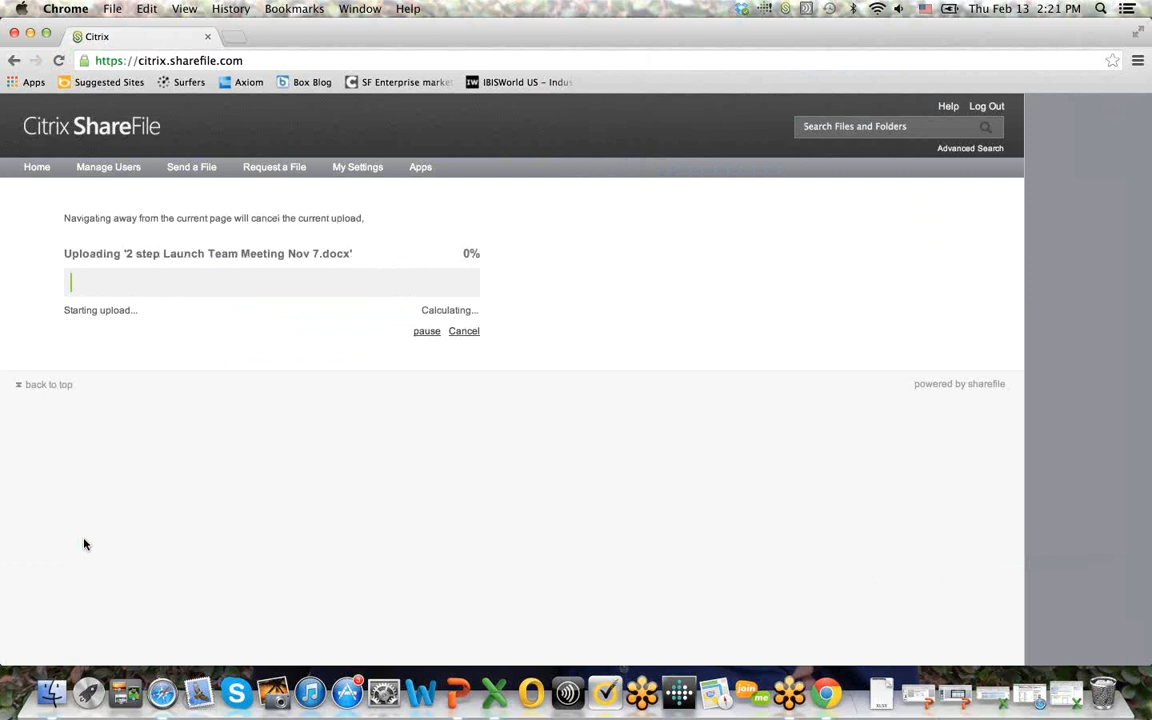 Chrome File Edit View History Bookmarks Window Help Thu Feb 13 2:21 PM
Citrix
https://citrix.sharefile.com
Apps Suggested Sites Surfers Axiom Box Blog SF Enterprise marke IBISWorld US – Indu
Help Log Out
Citrix ShareFile
Search Files and Folders
Advanced Search
Home Manage Users Send a File Request a File My Settings Apps
Navigating away from the current page will cancel the current upload,
Uploading '2 step Launch Team Meeting Nov 7.docx' 0%
Starting upload... Calculating...
pause Cancel
back to top powered by sharefile
join me